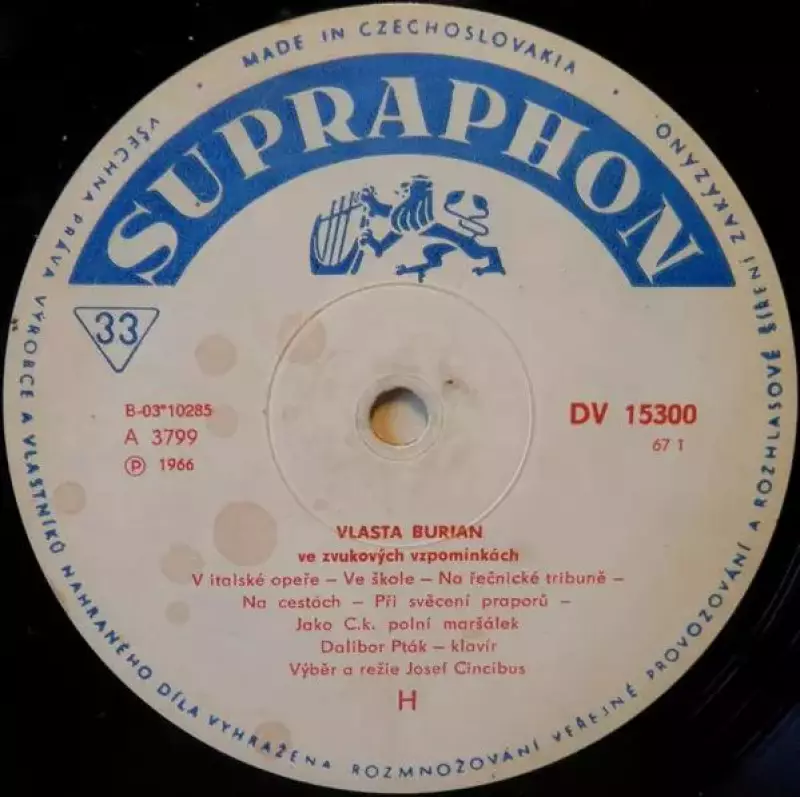 MADE IN CZECHOSLOVAKIA
SUPRAPHON
VŠECHNA PRÁVA VÝROBCE A VLASTNÍKŮ NAHRANÉHO DÍLA VYHRAŽENA ROZMNOŽOVÁNÍ VEŘEJNÉ PROVOZOVÁNÍ A ROZHLASOVÉ ŠÍŘENÍ ZAKÁZÁNO
33
B-03*10285
A 3799
Ⓟ 1966
DV 15300
67 1
VLASTA BURIAN
ve zvukových vzpomínkách
V italské opeře – Ve škole – Na řečnické tribuně –
Na cestách – Při svěcení praporů –
Jako C.k. polní maršálek
Dalibor Pták – klavír
Výběr a režie Josef Cincibus
H